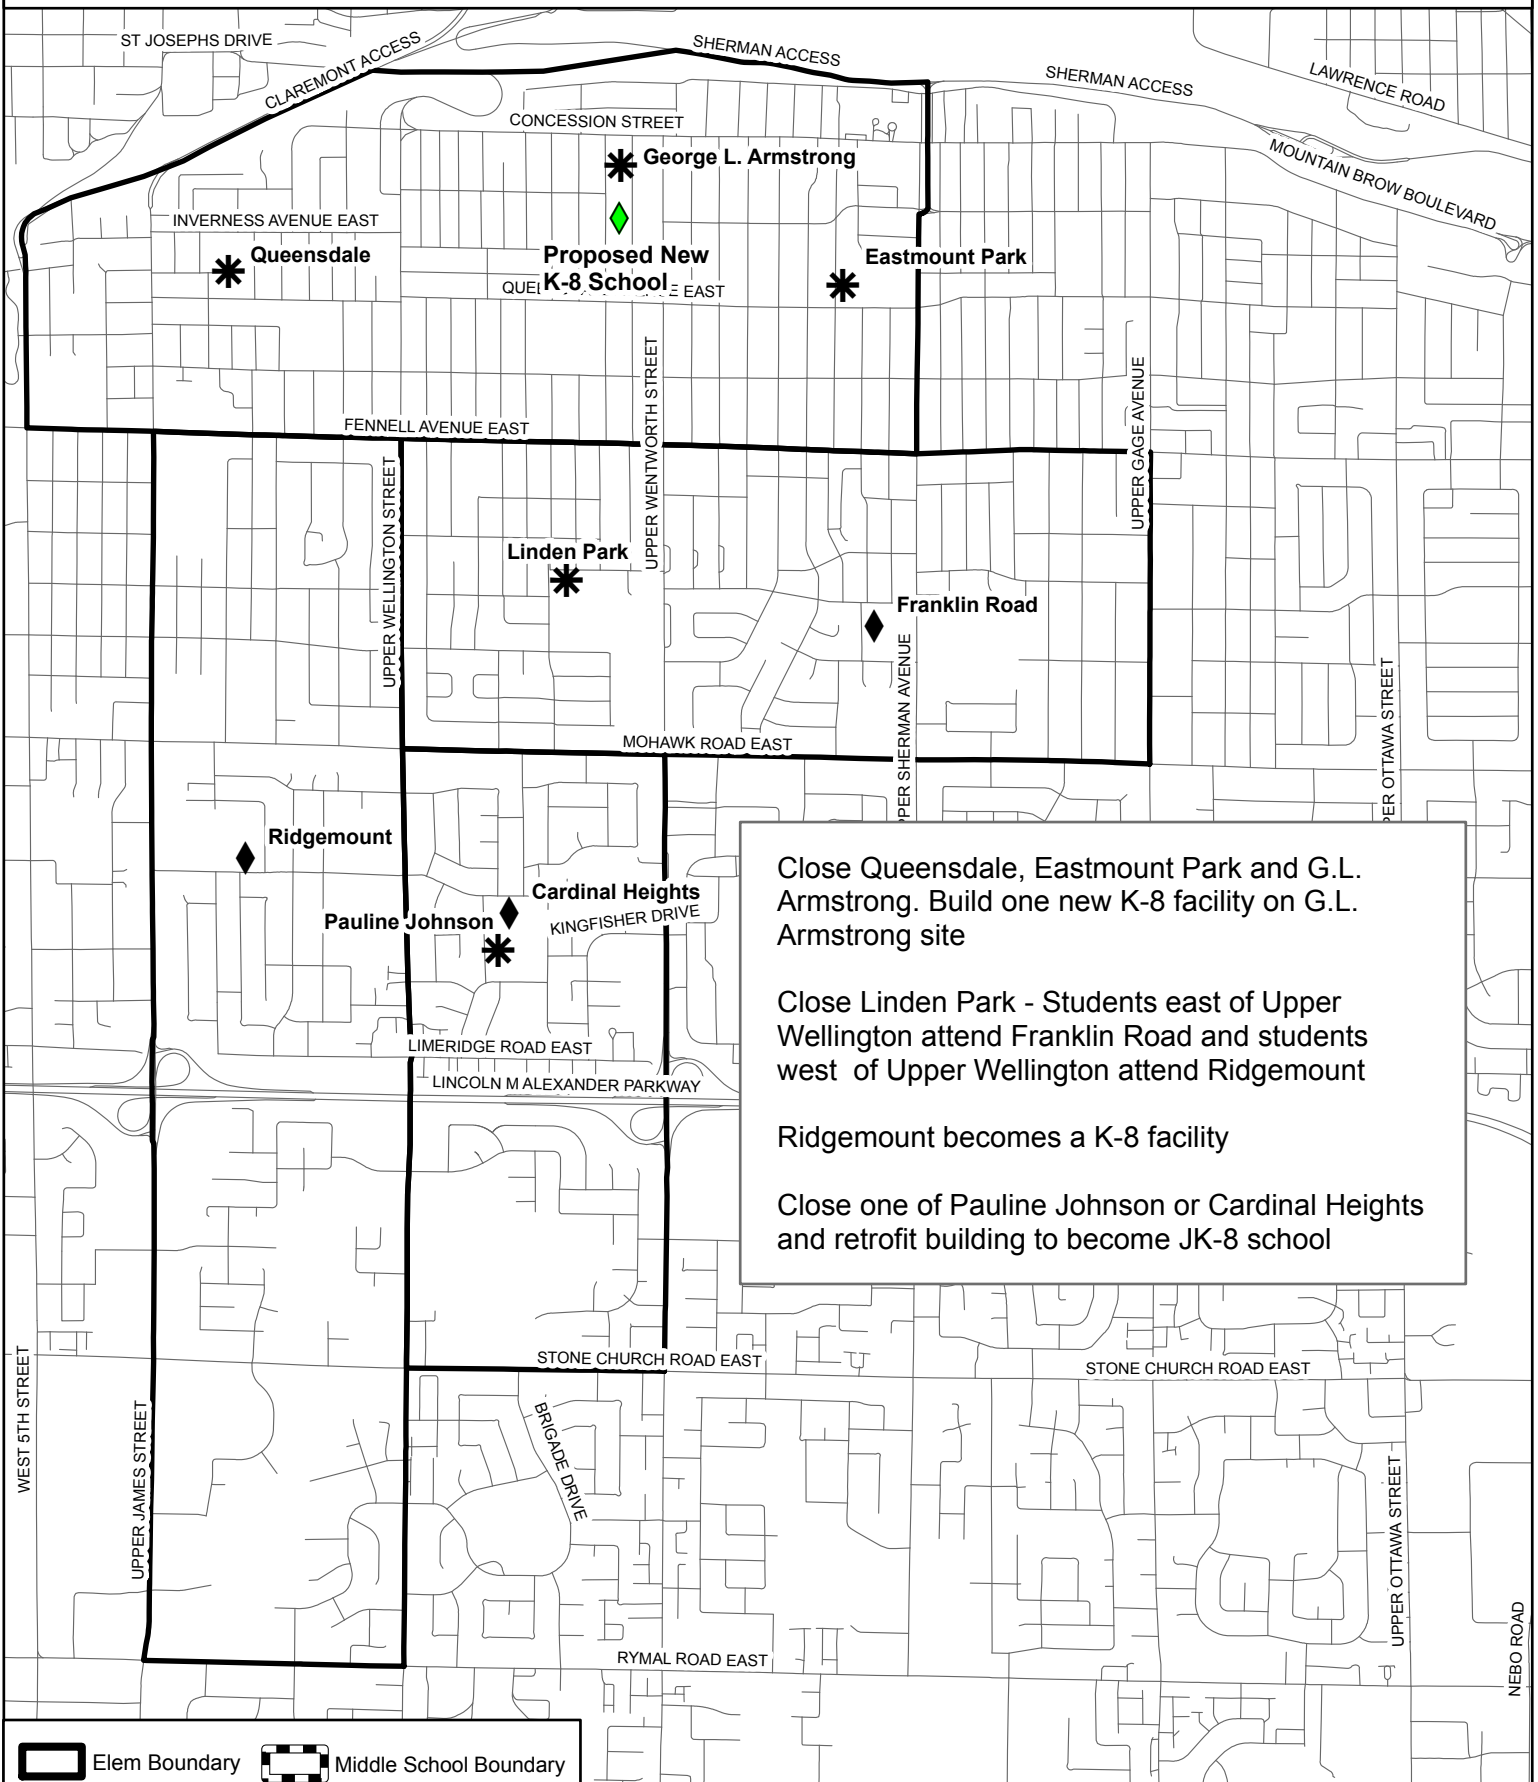 ST JOSEPHS DRIVE
CLAREMONT ACCESS
SHERMAN ACCESS
SHERMAN ACCESS
LAWRENCE ROAD
CONCESSION STREET
MOUNTAIN BROW BOULEVARD
George L. Armstrong
INVERNESS AVENUE EAST
Queensdale
Proposed New
K-8 School
EAST
Eastmount Park
UPPER WENTWORTH STREET
UPPER GAGE AVENUE
FENNELL AVENUE EAST
UPPER WELLINGTON STREET
Linden Park
Franklin Road
UPPER SHERMAN AVENUE
MOHAWK ROAD EAST
PER OTTAWA STREET
Ridgemount
Cardinal Heights
Pauline Johnson
KINGFISHER DRIVE
LIMERIDGE ROAD EAST
LINCOLN M ALEXANDER PARKWAY
Close Queensdale, Eastmount Park and G.L.
Armstrong. Build one new K-8 facility on G.L.
Armstrong site
Close Linden Park - Students east of Upper
Wellington attend Franklin Road and students
west of Upper Wellington attend Ridgemount
Ridgemount becomes a K-8 facility
Close one of Pauline Johnson or Cardinal Heights
and retrofit building to become JK-8 school
STONE CHURCH ROAD EAST
STONE CHURCH ROAD EAST
WEST 5TH STREET
UPPER JAMES STREET
BRIGADE DRIVE
UPPER OTTAWA STREET
NEBO ROAD
RYMAL ROAD EAST
Elem Boundary
Middle School Boundary